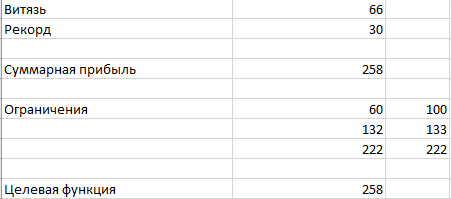 Витязь 66
Рекорд 30
Суммарная прибыль 258
Ограничения 60 100
132 133
222 222
Целевая функция 258